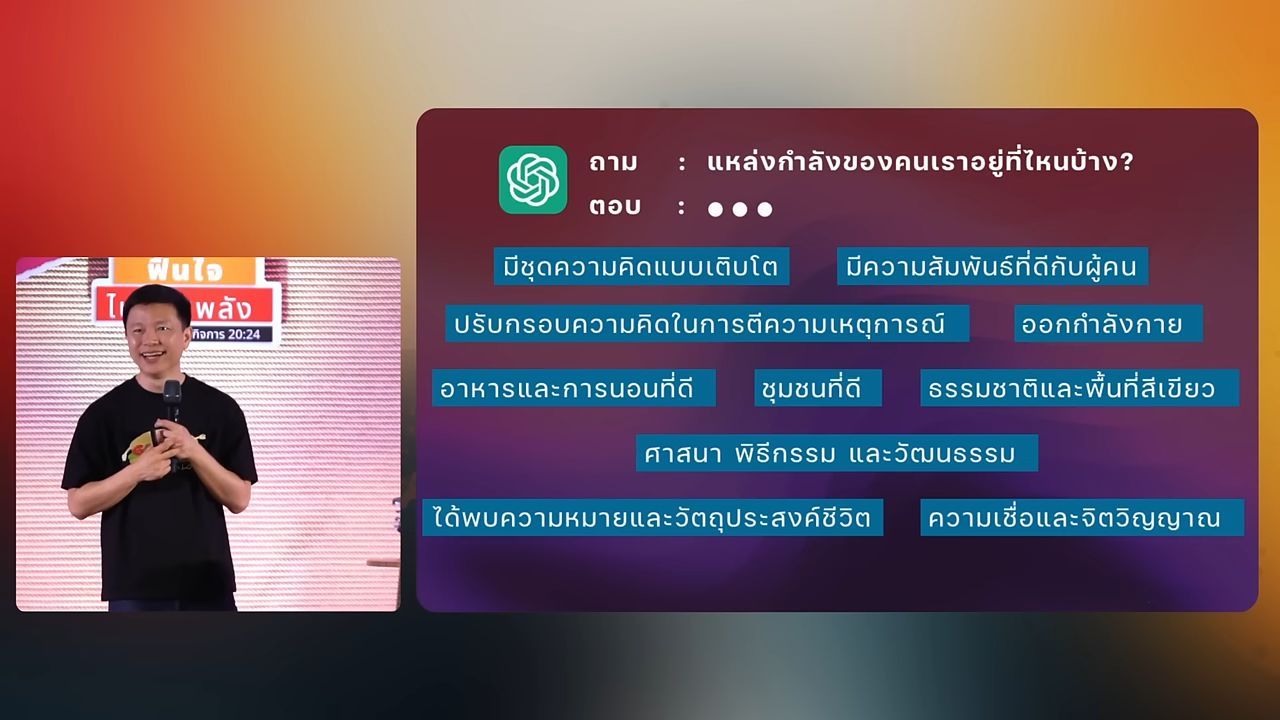 ถาม : แหล่งกำลังของคนเราอยู่ที่ไหนบ้าง?
ตอบ : ●●●
มีชุดความคิดแบบเติบโต
มีความสัมพันธ์ที่ดีกับผู้คน
ปรับกรอบความคิดในการตีความเหตุการณ์
ออกกำลังกาย
อาหารและการนอนที่ดี
ชุมชนที่ดี
ธรรมชาติและพื้นที่สีเขียว
ศาสนา พิธีกรรม และวัฒนธรรม
ได้พบความหมายและวัตถุประสงค์ชีวิต
ความเชื่อและจิตวิญญาณ
ฟื้นใจ
พลัง
กิจการ 20:24